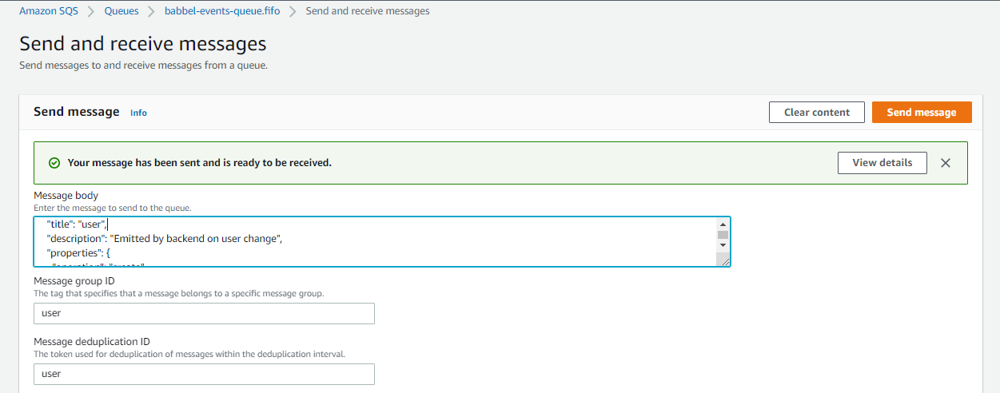 Amazon SQS > Queues > babbel-events-queue.fifo > Send and receive messages
Send and receive messages
Send messages to and receive messages from a queue.
Send message Info Clear content Send message
Your message has been sent and is ready to be received. View details
Message body
Enter the message to send to the queue.
"title": "user",
"description": "Emitted by backend on user change",
"properties": {
"operation": "create"
Message group ID
The tag that specifies that a message belongs to a specific message group.
user
Message deduplication ID
The token used for deduplication of messages within the deduplication interval.
user